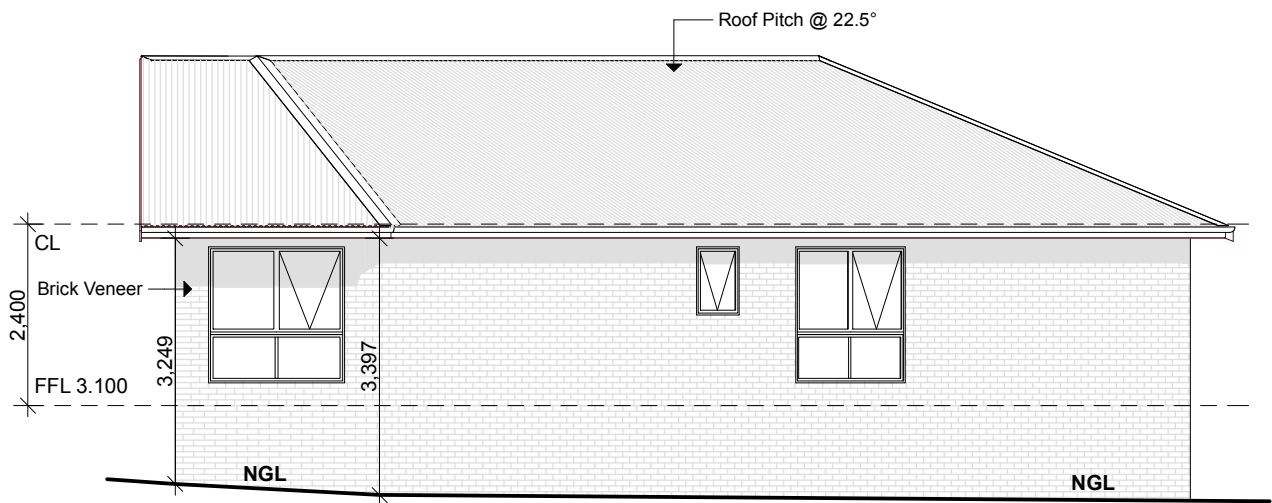 Roof Pitch @ 22.5°
CL
Brick Veneer
2,400
3,249
3,397
FFL 3.100
NGL
NGL